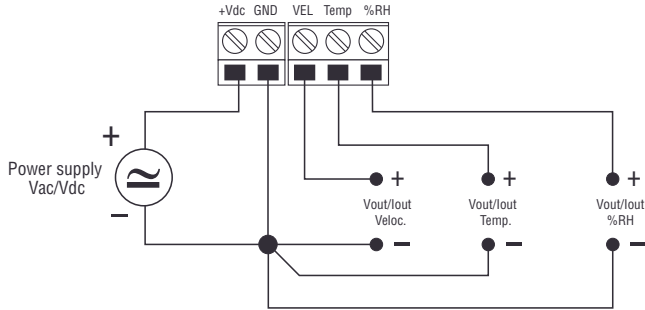 +Vdc GND VEL Temp %RH
+
Power supply
Vac/Vdc
−
+ + +
Vout/Iout Vout/Iout Vout/Iout
Veloc. Temp. %RH
− − −